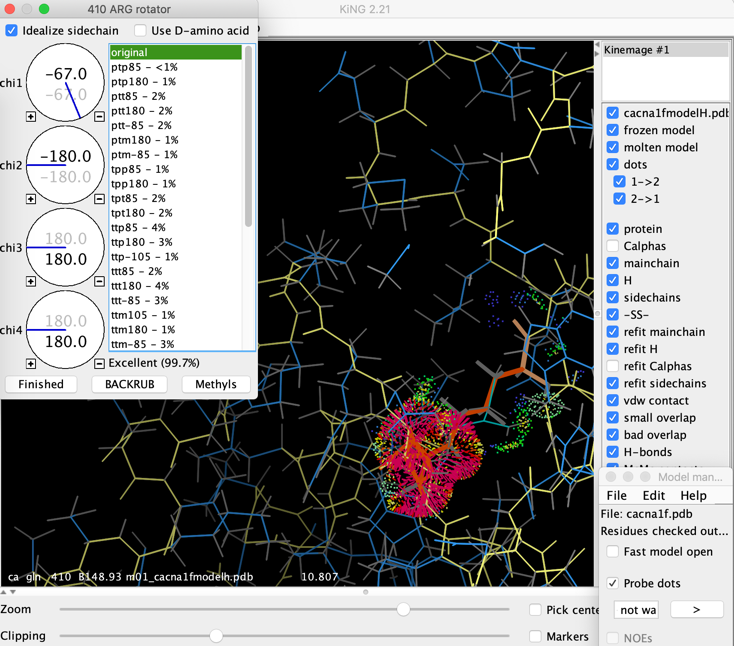 410 ARG rotator
KiNG 2.21
Idealize sidechain
Use D-amino acid
chi1
-67.0
-67.0
chi2
-180.0
-180.0
chi3
180.0
180.0
chi4
180.0
180.0
original
ptp85 - <1%
ptp180 - 1%
ptt85 - 2%
ptt180 - 2%
ptt-85 - 2%
ptm180 - 1%
ptm-85 - 1%
tpp85 - 1%
tpp180 - 1%
tpt85 - 2%
tpt180 - 2%
ttp85 - 4%
ttp180 - 3%
ttp-105 - 1%
ttt85 - 2%
ttt180 - 4%
ttt-85 - 3%
ttm105 - 1%
ttm180 - 1%
ttm-85 - 3%
Excellent (99.7%)
Finished
BACKRUB
Methyls
Kinemage #1
cacna1fmodelH.pdb
frozen model
molten model
dots
1->2
2->1
protein
Calphas
mainchain
H
sidechains
-SS-
refit mainchain
refit H
refit Calphas
refit sidechains
vdw contact
small overlap
bad overlap
H-bonds
Model man...
File Edit Help
File: cacna1f.pdb
Residues checked out...
Fast model open
Probe dots
not wa
>
NOEs
ca gln 410 B148.93 m01_cacna1fmodelh.pdb 10.807
Zoom
Pick cente
Clipping
Markers